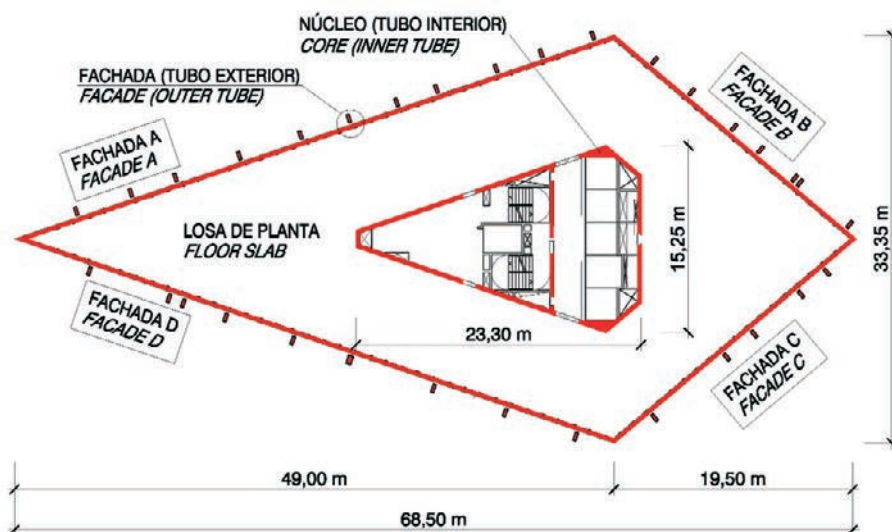 NÚCLEO (TUBO INTERIOR)
CORE (INNER TUBE)
FACHADA (TUBO EXTERIOR)
FACADE (OUTER TUBE)
FACHADA A
FACADE A
FACHADA B
FACADE B
LOSA DE PLANTA
FLOOR SLAB
15,25 m
33,35 m
FACHADA D
FACADE D
23,30 m
FACHADA C
FACADE C
49,00 m
19,50 m
68,50 m